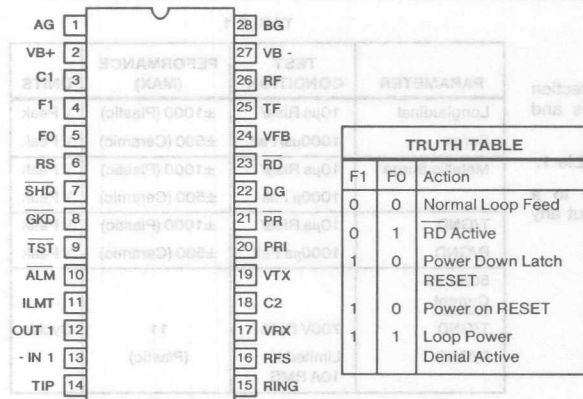 AG 1 28 BG
VB+ 2 27 VB -
C1 3 26 RF
F1 4 25 TF
F0 5 24 VFB
RS 6 23 RD
SHD 7 22 DG
GKD 8 21 PR
TST 9 20 PRI
ALM 10 19 VTX
ILMT 11 18 C2
OUT 1 12 17 VRX
- IN 1 13 16 RFS
TIP 14 15 RING
TRUTH TABLE
F1 F0 Action
0 0 Normal Loop Feed
0 1 RD Active
1 0 Power Down Latch
RESET
1 0 Power on RESET
1 1 Loop Power
Denial Active